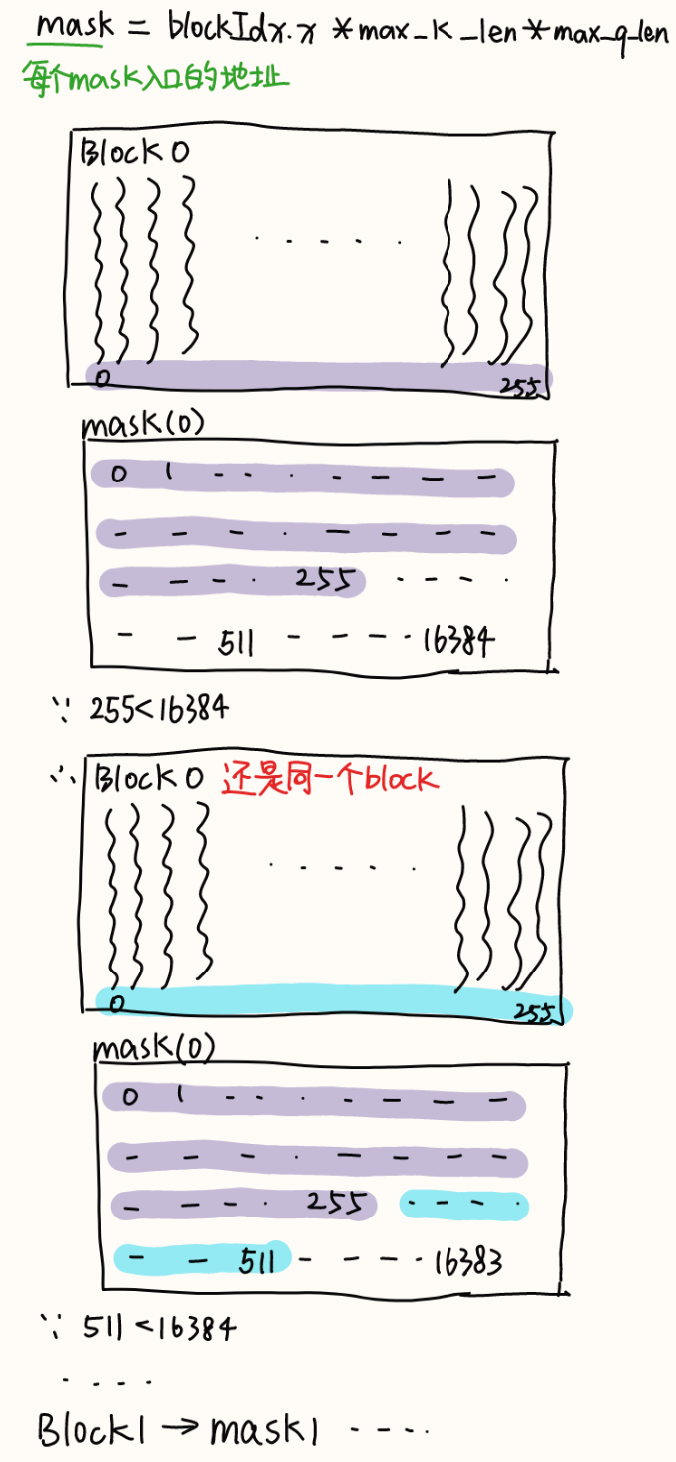 mask = blockIdx.x *max_k_len*max_q_len
每个mask入口的地址
Block 0
. - - - .
0 255
mask(0)
0 1 - - . - - - -
- - - . - - - -
- - - . 255 . - - .
- - 511 - - - . 16384
∵ 255<16384
∴ Block 0 还是同一个block
. - - - .
0 255
mask(0)
0 1 - - . - - - -
- - - . - - - -
- - - . 255 . - - .
- - 511 - - - . 16383
∵ 511<16384
. . . .
Block1 → mask1 - - - .